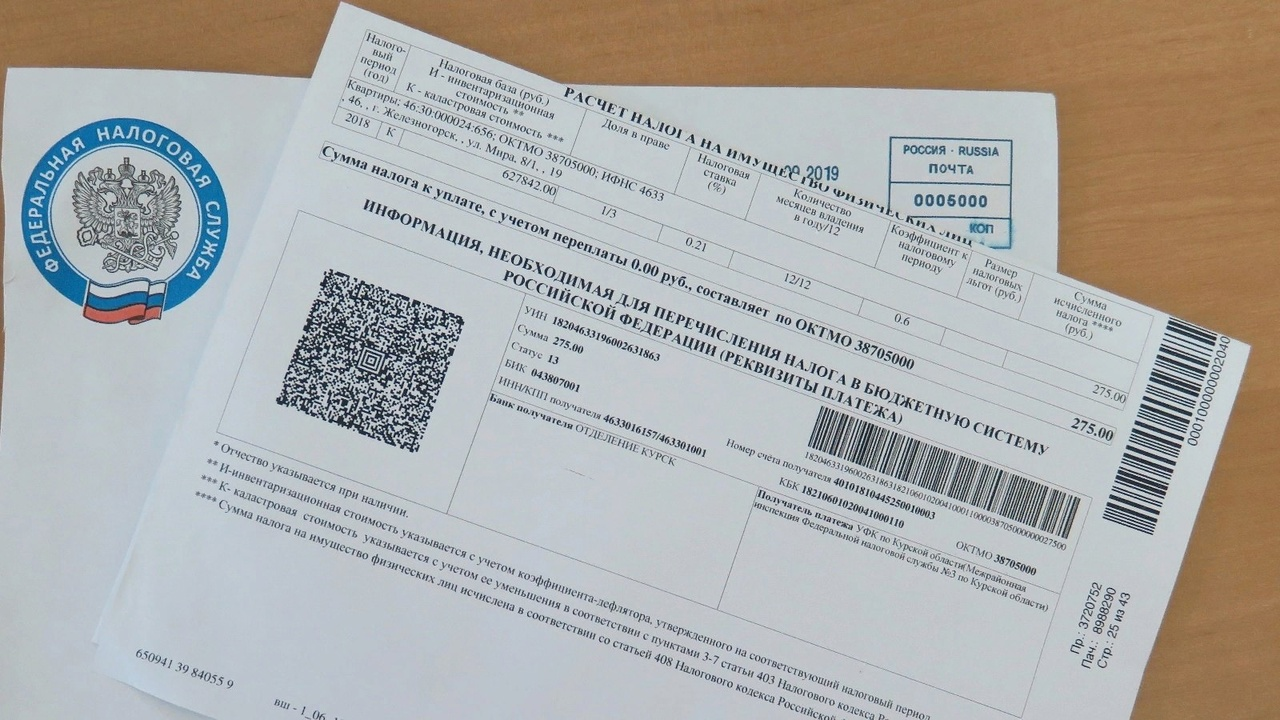 ФЕДЕРАЛЬНАЯ НАЛОГОВАЯ СЛУЖБА
09 2019
РОССИЯ · RUSSIA
ПОЧТА
0005000
КОП
РАСЧЕТ НАЛОГА НА ИМУЩЕСТВО ФИЗИЧЕСКИХ ЛИЦ
Налого-
вый
период
(год)
Налоговая база (руб.)
И - инвентаризационная
стоимость **
К - кадастровая стоимость ***
Доля в праве
Налоговая
ставка
(%)
Количество
месяцев владения
в году/12
Коэффициент к
налоговому
периоду
Размер
налоговых
льгот (руб.)
Сумма
исчисленного
налога ****
(руб.)
Квартиры; 46:30:000024:656; ОКТМО 38705000; ИФНС 4633
, 46, , г. Железногорск, , ул. Мира, 8/1, , 19
2018 К 627842.00 1/3 0.21 12/12 0.6 275.00
Сумма налога к уплате, с учетом переплаты 0.00 руб., составляет по ОКТМО 38705000 275.00
ИНФОРМАЦИЯ, НЕОБХОДИМАЯ ДЛЯ ПЕРЕЧИСЛЕНИЯ НАЛОГА В БЮДЖЕТНУЮ СИСТЕМУ
РОССИЙСКОЙ ФЕДЕРАЦИИ (РЕКВИЗИТЫ ПЛАТЕЖА)
УИН 18204633196002631863
Сумма 275.00
Статус 13
БИК 043807001
ИНН/КПП получателя 4633016157/463301001
Номер счёта получателя 40101810445250010003
КБК 18210601020041000110
ОКТМО 38705000
Банк получателя ОТДЕЛЕНИЕ КУРСК
Получатель платежа УФК по Курской области(Межрайонная
инспекция Федеральной налоговой службы №3 по Курской области)
* Отчество указывается при наличии.
** И-инвентаризационная стоимость указывается с учетом коэффициента-дефлятора, утвержденного на соответствующий налоговый период
*** К- кадастровая стоимость указывается с учетом ее уменьшения в соответствии с пунктами 3-7 статьи 403 Налогового кодекса
**** Сумма налога на имущество физических лиц исчислена в соответствии со статьей 408 Налогового кодекса
650941 39 84055 9
Пр.: 3720752
Пач.: 8988290
Стр.: 25 из 43